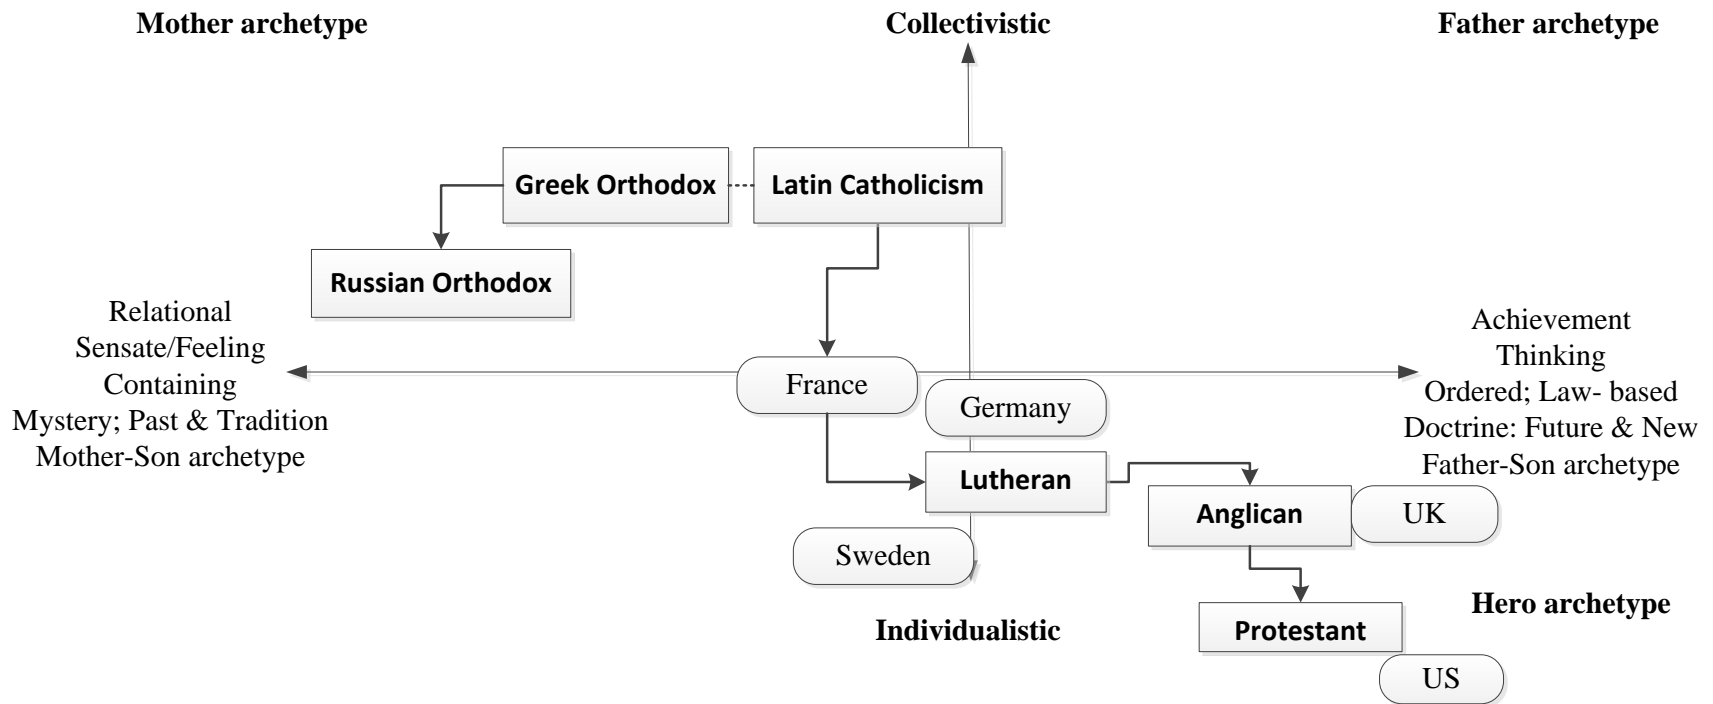 Mother archetype
Collectivistic
Father archetype
Greek Orthodox
Latin Catholicism
Russian Orthodox
Relational
Sensate/Feeling
Containing
Mystery; Past & Tradition
Mother-Son archetype
France
Germany
Achievement
Thinking
Ordered; Law- based
Doctrine: Future & New
Father-Son archetype
Lutheran
Anglican
UK
Sweden
Individualistic
Protestant
Hero archetype
US